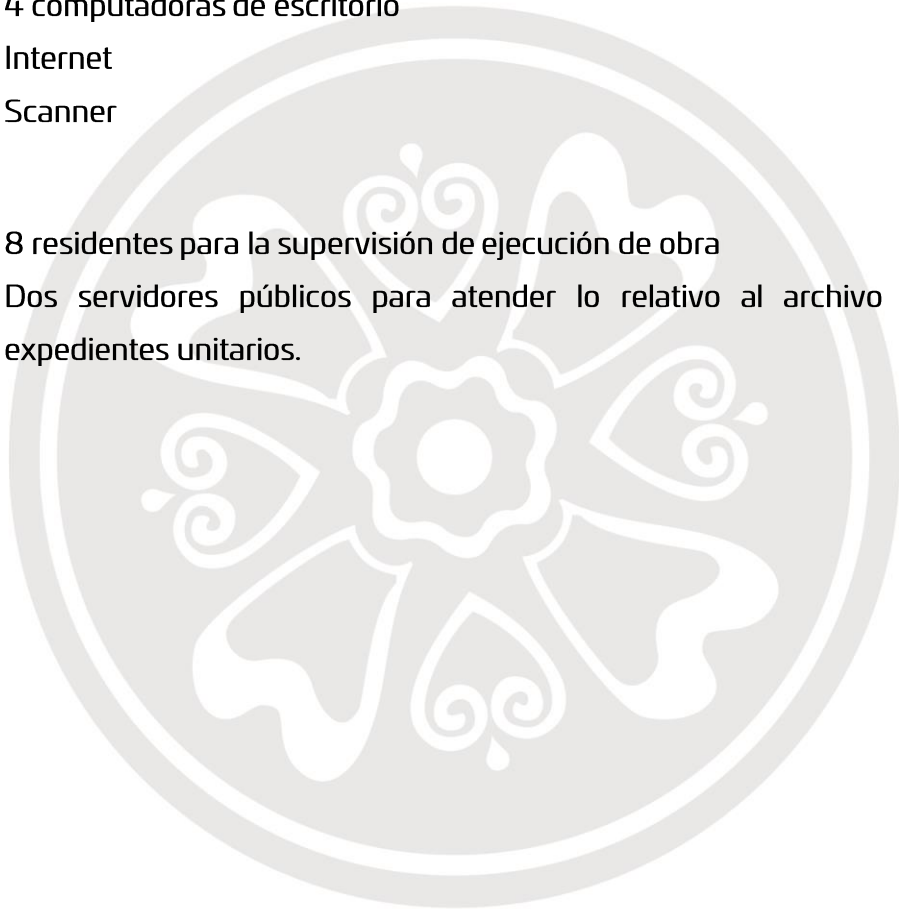 4 computadoras de escritorio
Internet
Scanner
8 residentes para la supervisión de ejecución de obra
Dos servidores públicos para atender lo relativo al archivo
expedientes unitarios.